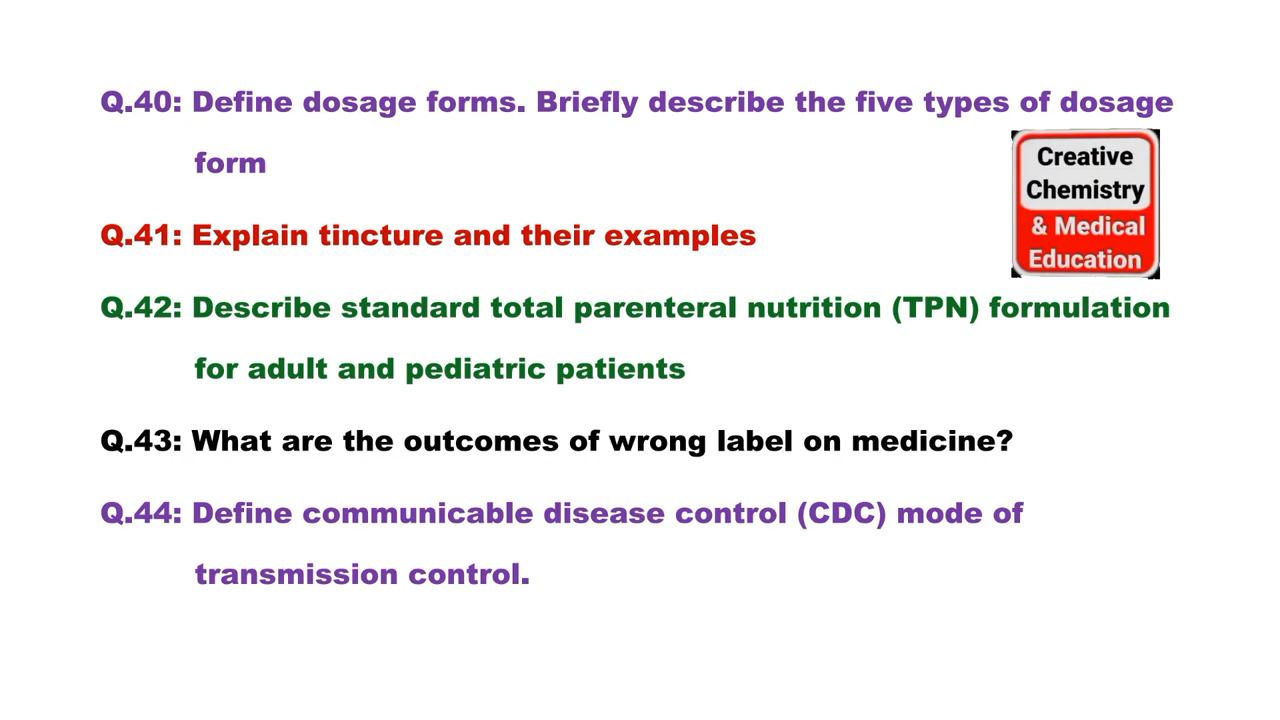 Q.40: Define dosage forms. Briefly describe the five types of dosage
form
Creative
Chemistry
& Medical
Education
Q.41: Explain tincture and their examples
Q.42: Describe standard total parenteral nutrition (TPN) formulation
for adult and pediatric patients
Q.43: What are the outcomes of wrong label on medicine?
Q.44: Define communicable disease control (CDC) mode of
transmission control.